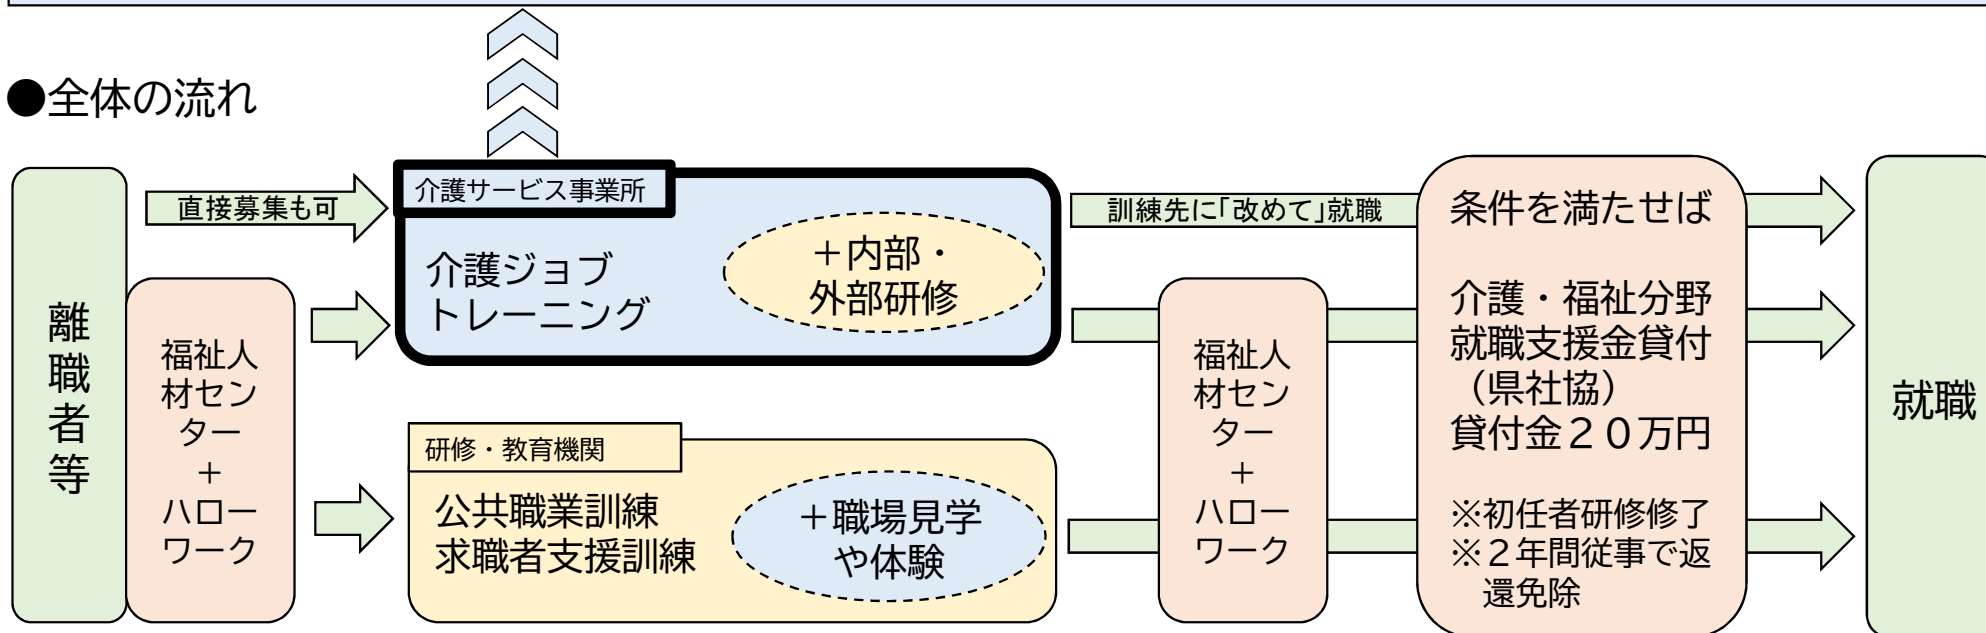 ●全体の流れ
離職者等
福祉人
材セン
ター
＋
ハロー
ワーク
直接募集も可
介護サービス事業所
介護ジョブ
トレーニング
＋内部・
外部研修
研修・教育機関
公共職業訓練
求職者支援訓練
＋職場見学
や体験
訓練先に「改めて」就職
福祉人
材セン
ター
＋
ハロー
ワーク
条件を満たせば
介護・福祉分野
就職支援金貸付
（県社協）
貸付金２０万円
※初任者研修修了
※２年間従事で返
還免除
就職